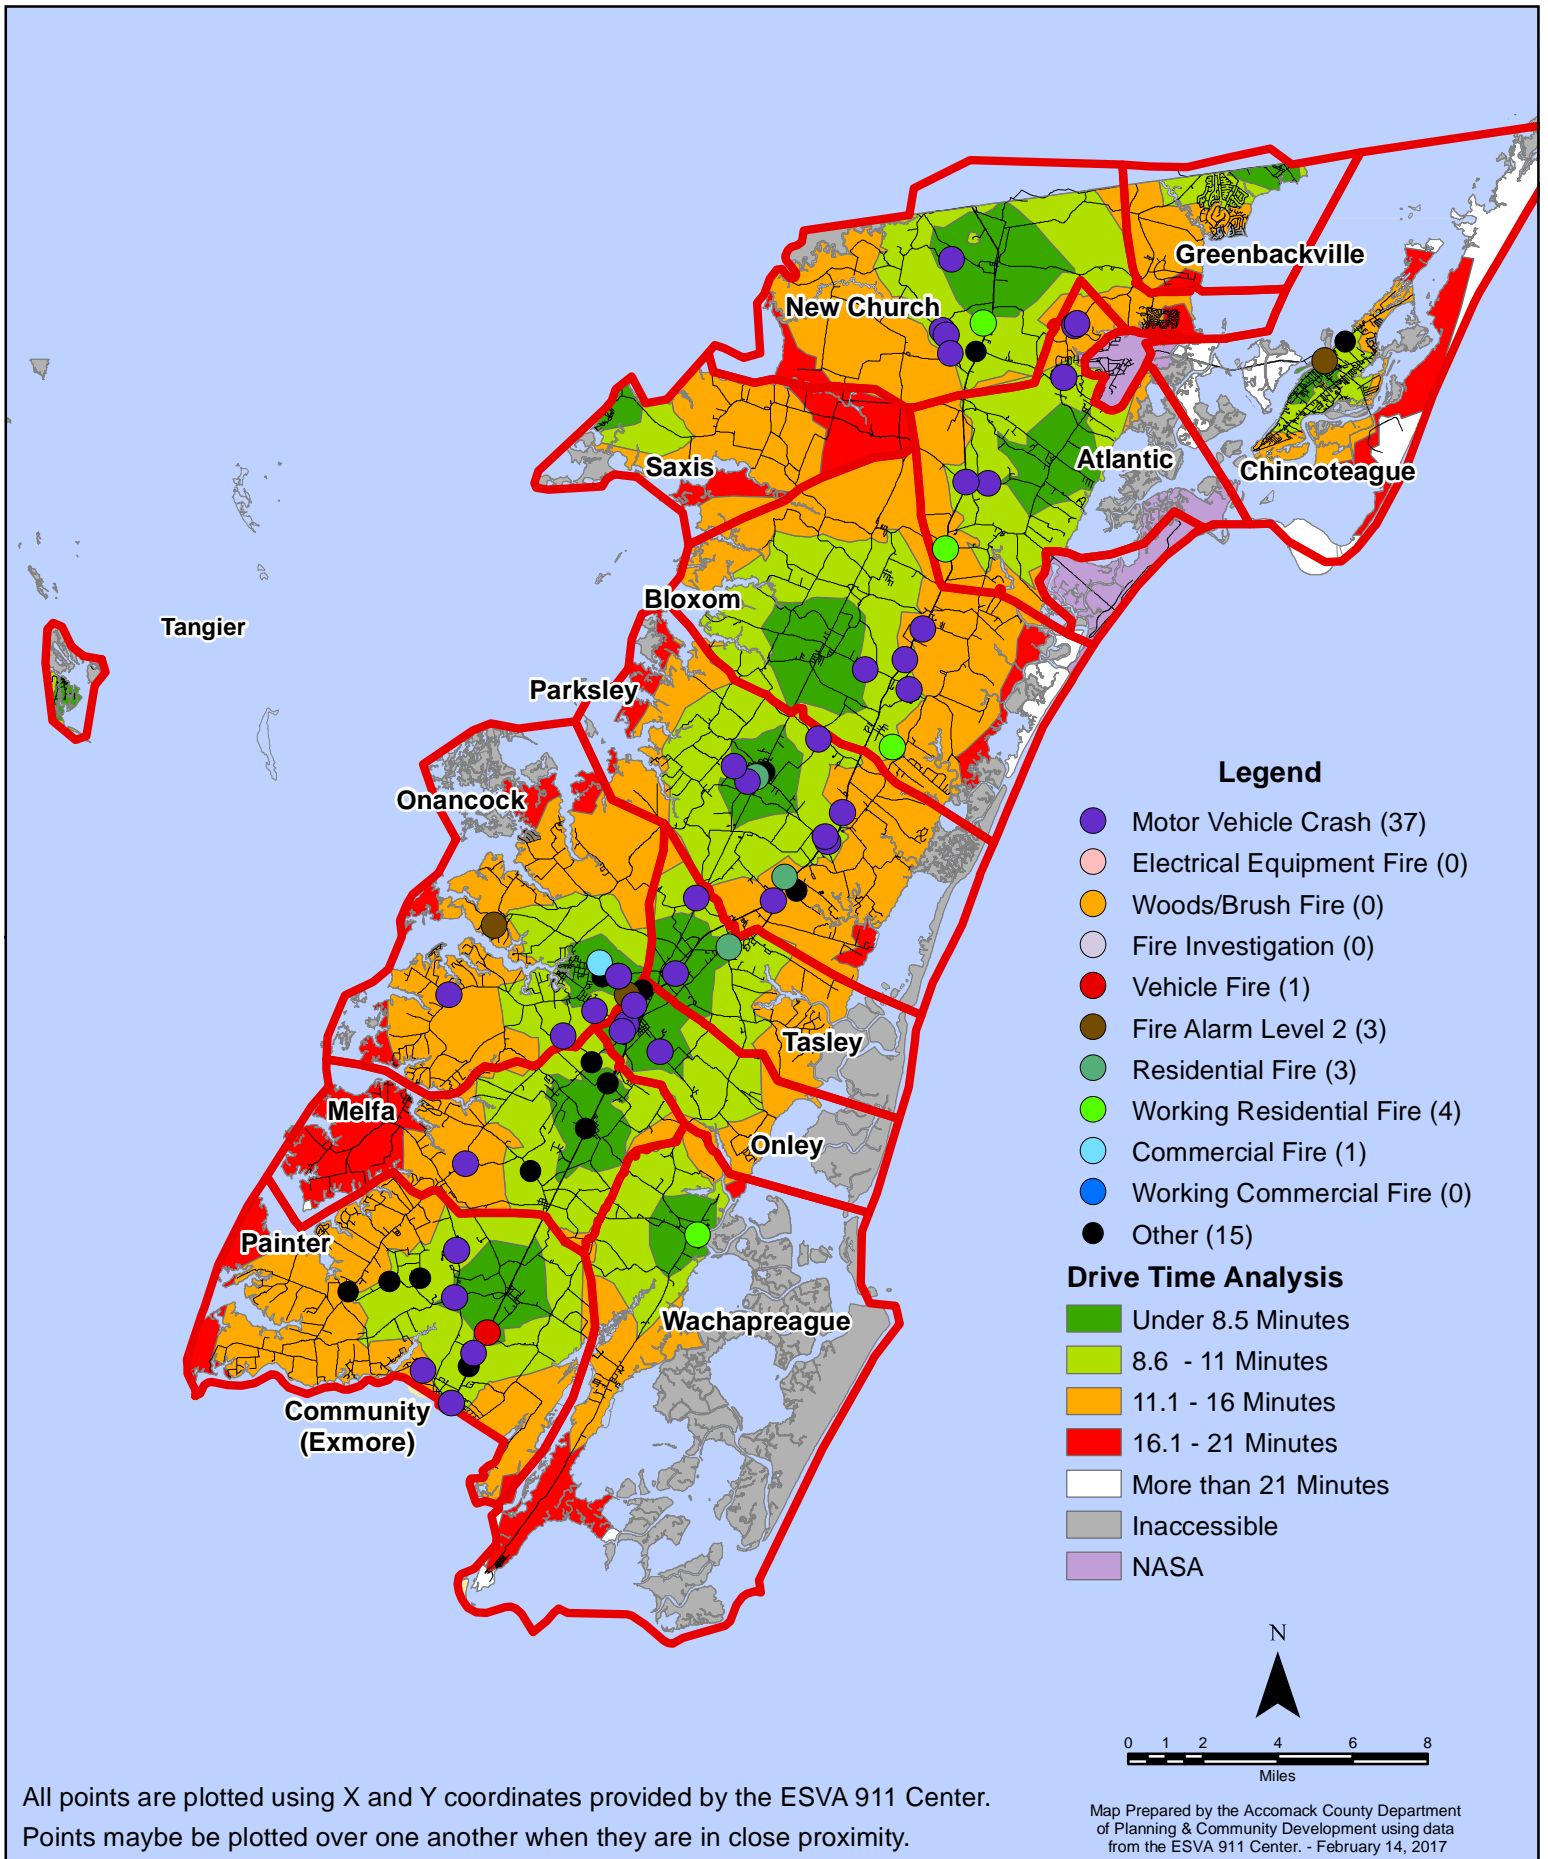 Greenbackville
New Church
Atlantic
Chincoteague
Saxis
Bloxom
Tangier
Parksley
Onancock
Tasley
Melfa
Onley
Painter
Wachapreague
Community
(Exmore)
Legend
Motor Vehicle Crash (37)
Electrical Equipment Fire (0)
Woods/Brush Fire (0)
Fire Investigation (0)
Vehicle Fire (1)
Fire Alarm Level 2 (3)
Residential Fire (3)
Working Residential Fire (4)
Commercial Fire (1)
Working Commercial Fire (0)
Other (15)
Drive Time Analysis
Under 8.5 Minutes
8.6 - 11 Minutes
11.1 - 16 Minutes
16.1 - 21 Minutes
More than 21 Minutes
Inaccessible
NASA
N
0 1 2 4 6 8
Miles
All points are plotted using X and Y coordinates provided by the ESVA 911 Center.
Points maybe be plotted over one another when they are in close proximity.
Map Prepared by the Accomack County Department
of Planning & Community Development using data
from the ESVA 911 Center. - February 14, 2017